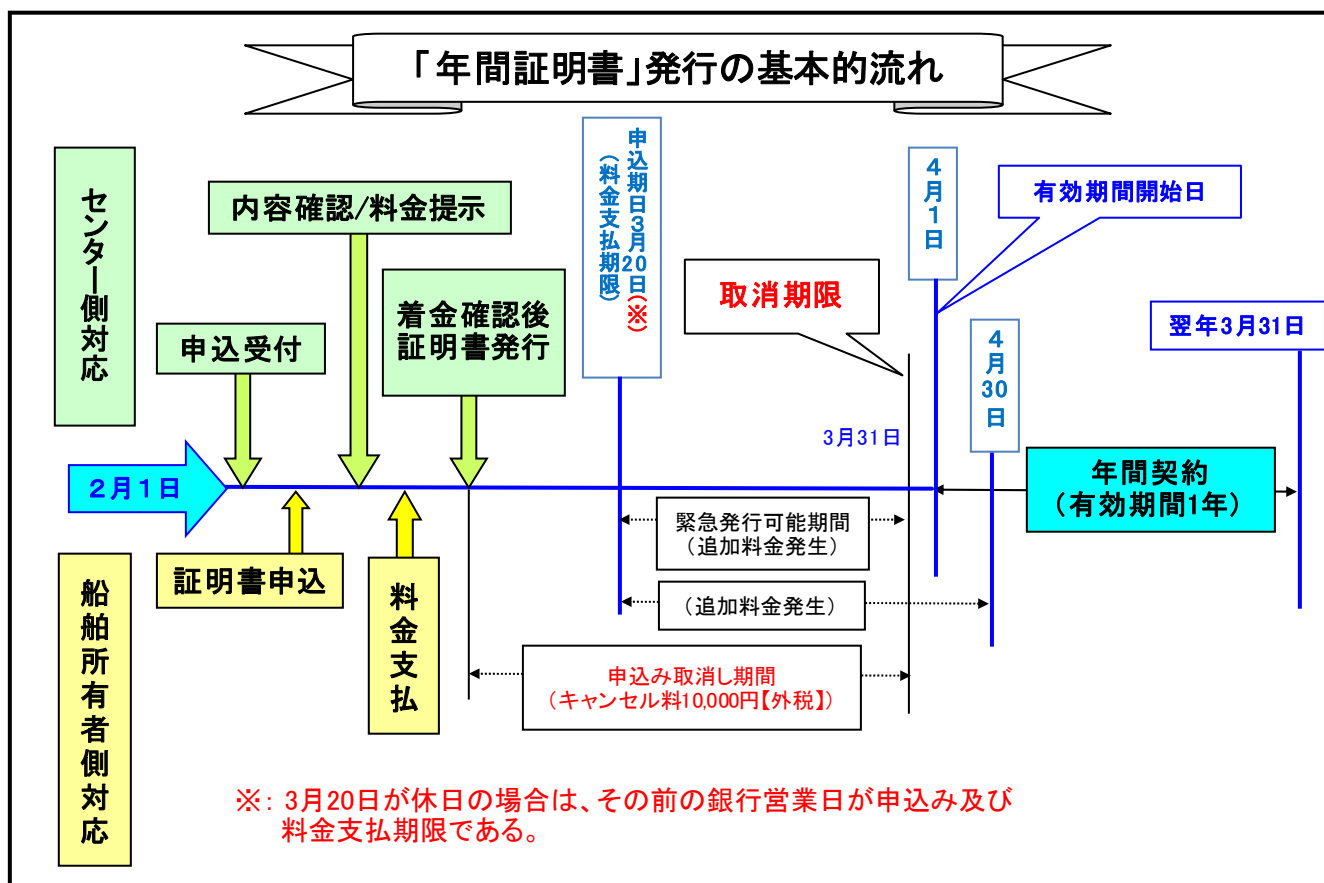 「年間証明書」発行の基本的流れ
センター側対応
申込受付
内容確認/料金提示
着金確認後
証明書発行
申込期日3月20日(※)
(料金支払期限)
取消期限
4月1日
有効期間開始日
4月30日
翌年3月31日
3月31日
2月1日
年間契約
(有効期間1年)
緊急発行可能期間
(追加料金発生)
(追加料金発生)
申込み取消し期間
(キャンセル料10,000円【外税】)
船舶所有者側対応
証明書申込
料金支払
※: 3月20日が休日の場合は、その前の銀行営業日が申込み及び
料金支払期限である。